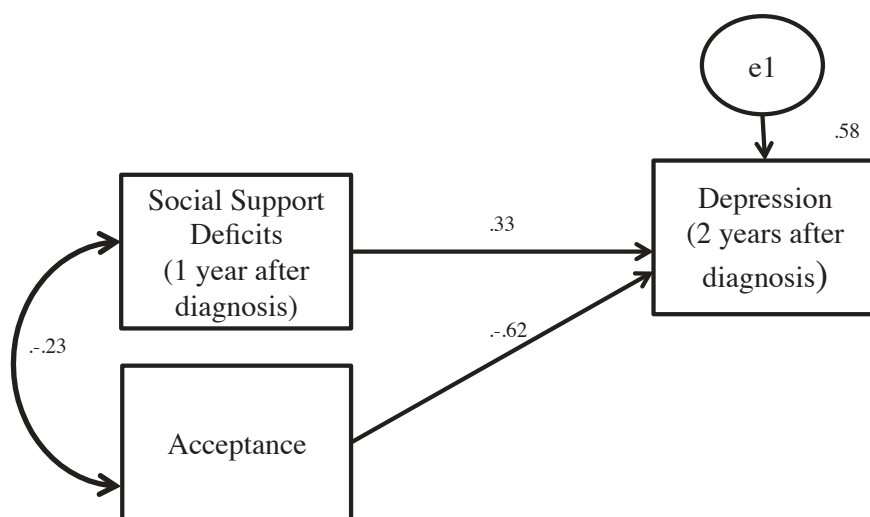 e1
.58
Social Support
Deficits
(1 year after
diagnosis)
.33
Depression
(2 years after
diagnosis)
.-.23
.-.62
Acceptance